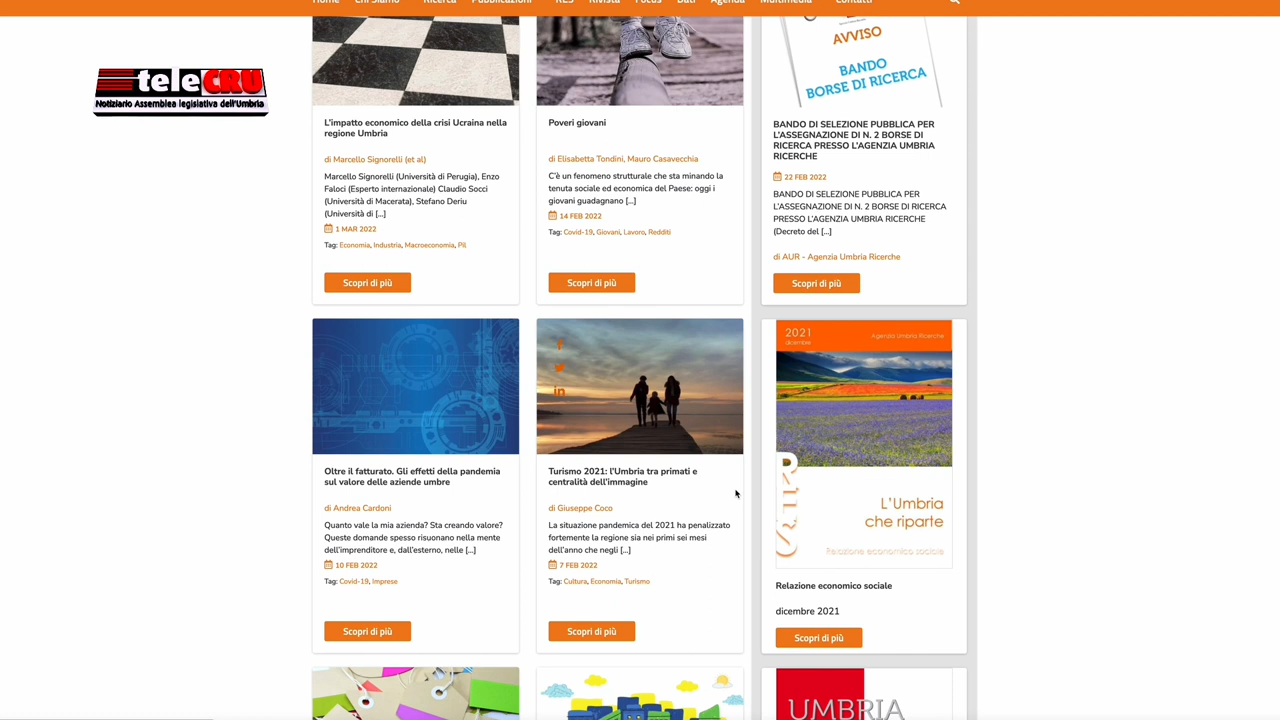 Home Chi Siamo Ricerca Pubblicazioni RES Rivista Focus Dati Agenda Multimedia Contatti
teleCRU
Notiziario Assemblea legislativa dell'Umbria
L'impatto economico della crisi Ucraina nella
regione Umbria
di Marcello Signorelli (et al)
Marcello Signorelli (Università di Perugia), Enzo
Faloci (Esperto internazionale) Claudio Socci
(Università di Macerata), Stefano Deriu
(Università di [...]
1 MAR 2022
Tag: Economia, Industria, Macroeconomia, Pil
Scopri di più
Poveri giovani
di Elisabetta Tondini, Mauro Casavecchia
C'è un fenomeno strutturale che sta minando la
tenuta sociale ed economica del Paese: oggi i
giovani guadagnano [...]
14 FEB 2022
Tag: Covid-19, Giovani, Lavoro, Redditi
Scopri di più
AVVISO
BANDO
BORSE DI RICERCA
BANDO DI SELEZIONE PUBBLICA PER
L'ASSEGNAZIONE DI N. 2 BORSE DI
RICERCA PRESSO L'AGENZIA UMBRIA
RICERCHE
22 FEB 2022
BANDO DI SELEZIONE PUBBLICA PER
L'ASSEGNAZIONE DI N. 2 BORSE DI RICERCA
PRESSO L'AGENZIA UMBRIA RICERCHE
(Decreto del [...]
di AUR - Agenzia Umbria Ricerche
Scopri di più
Oltre il fatturato. Gli effetti della pandemia
sul valore delle aziende umbre
di Andrea Cardoni
Quanto vale la mia azienda? Sta creando valore?
Queste domande spesso risuonano nella mente
dell'imprenditore e, dall'esterno, nelle [...]
10 FEB 2022
Tag: Covid-19, Imprese
Scopri di più
Turismo 2021: l'Umbria tra primati e
centralità dell'immagine
di Giuseppe Coco
La situazione pandemica del 2021 ha penalizzato
fortemente la regione sia nei primi sei mesi
dell'anno che negli [...]
7 FEB 2022
Tag: Cultura, Economia, Turismo
Scopri di più
2021
dicembre
Agenzia Umbria Ricerche
L'Umbria
che riparte
Relazione economico sociale
Relazione economico sociale
dicembre 2021
Scopri di più
UMBRIA